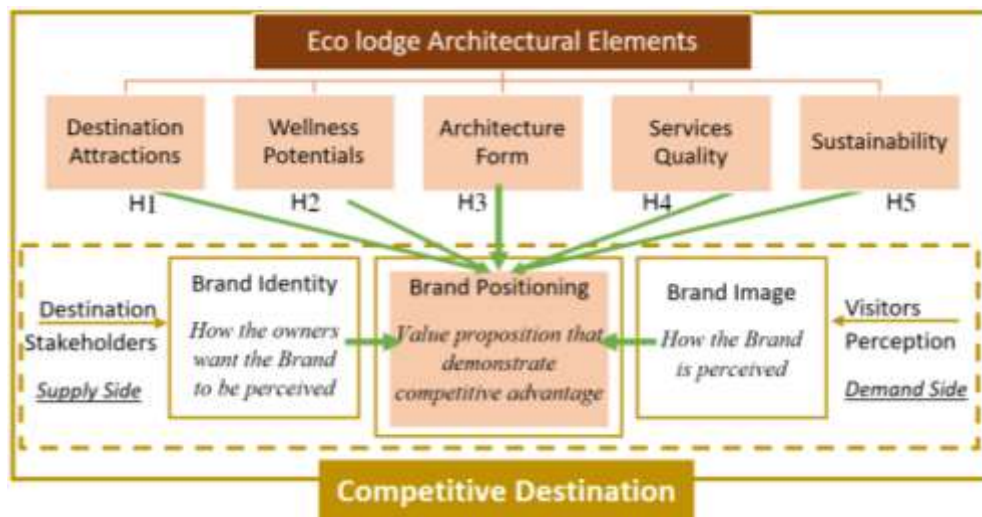 Eco lodge Architectural Elements
Destination
Attractions
Wellness
Potentials
Architecture
Form
Services
Quality
Sustainability
H1
H2
H3
H4
H5
Destination
Stakeholders
Supply Side
Brand Identity
How the owners
want the Brand
to be perceived
Brand Positioning
Value proposition that
demonstrate
competitive advantage
Brand Image
How the Brand
is perceived
Visitors
Perception
Demand Side
Competitive Destination